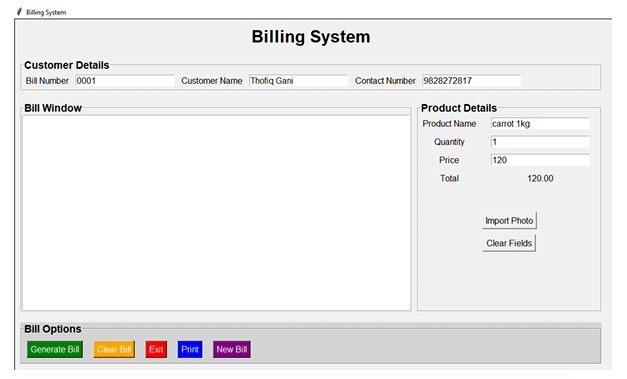 Billing System
Billing System
Customer Details
Bill Number 0001 Customer Name Thofiq Gani Contact Number 9828272817
Bill Window
Product Details
Product Name carrot 1kg
Quantity 1
Price 120
Total 120.00
Import Photo
Clear Fields
Bill Options
Generate Bill Clear Bill Exit Print New Bill